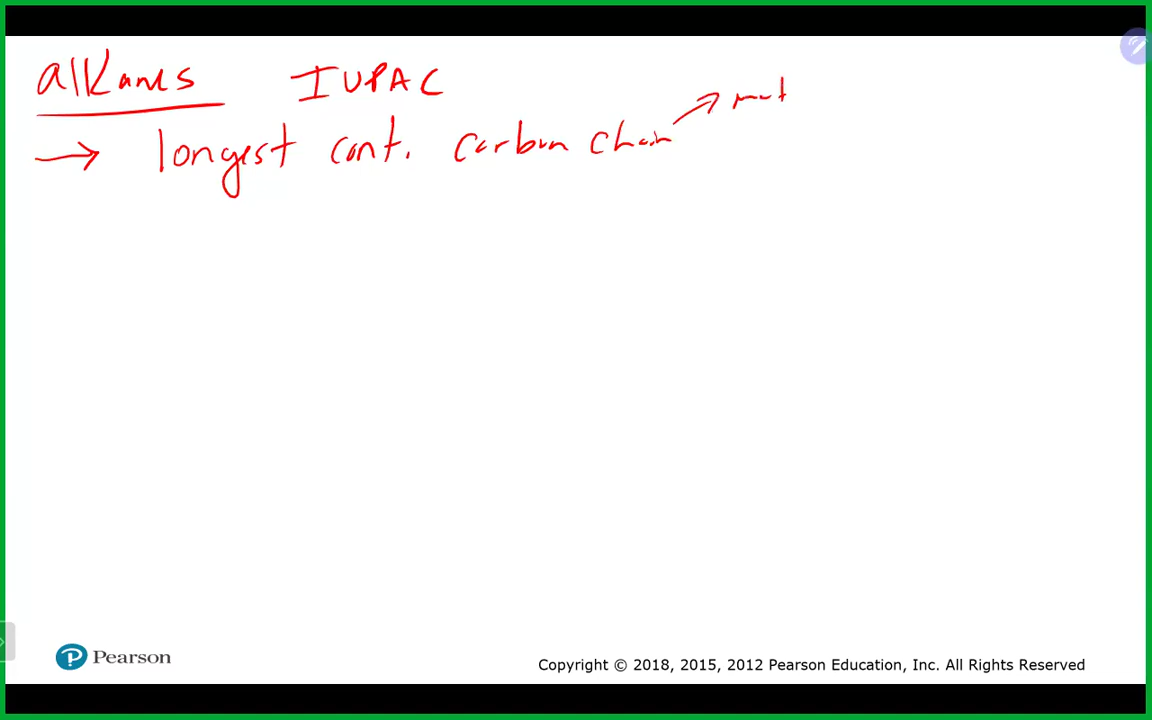 alkanes IUPAC
→ longest cont. carbon chain ↗
Pearson
Copyright © 2018, 2015, 2012 Pearson Education, Inc. All Rights Reserved